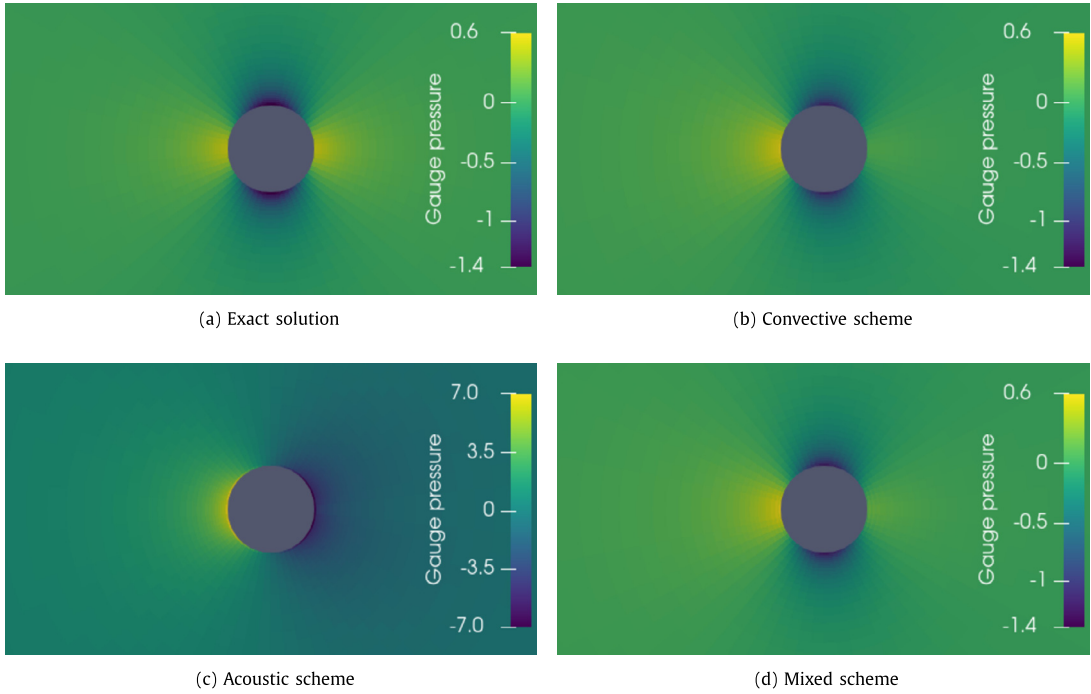 0.6
0
-0.5
-1
-1.4
Gauge pressure
(a) Exact solution
0.6
0
-0.5
-1
-1.4
Gauge pressure
(b) Convective scheme
7.0
3.5
0
-3.5
-7.0
Gauge pressure
(c) Acoustic scheme
0.6
0
-0.5
-1
-1.4
Gauge pressure
(d) Mixed scheme